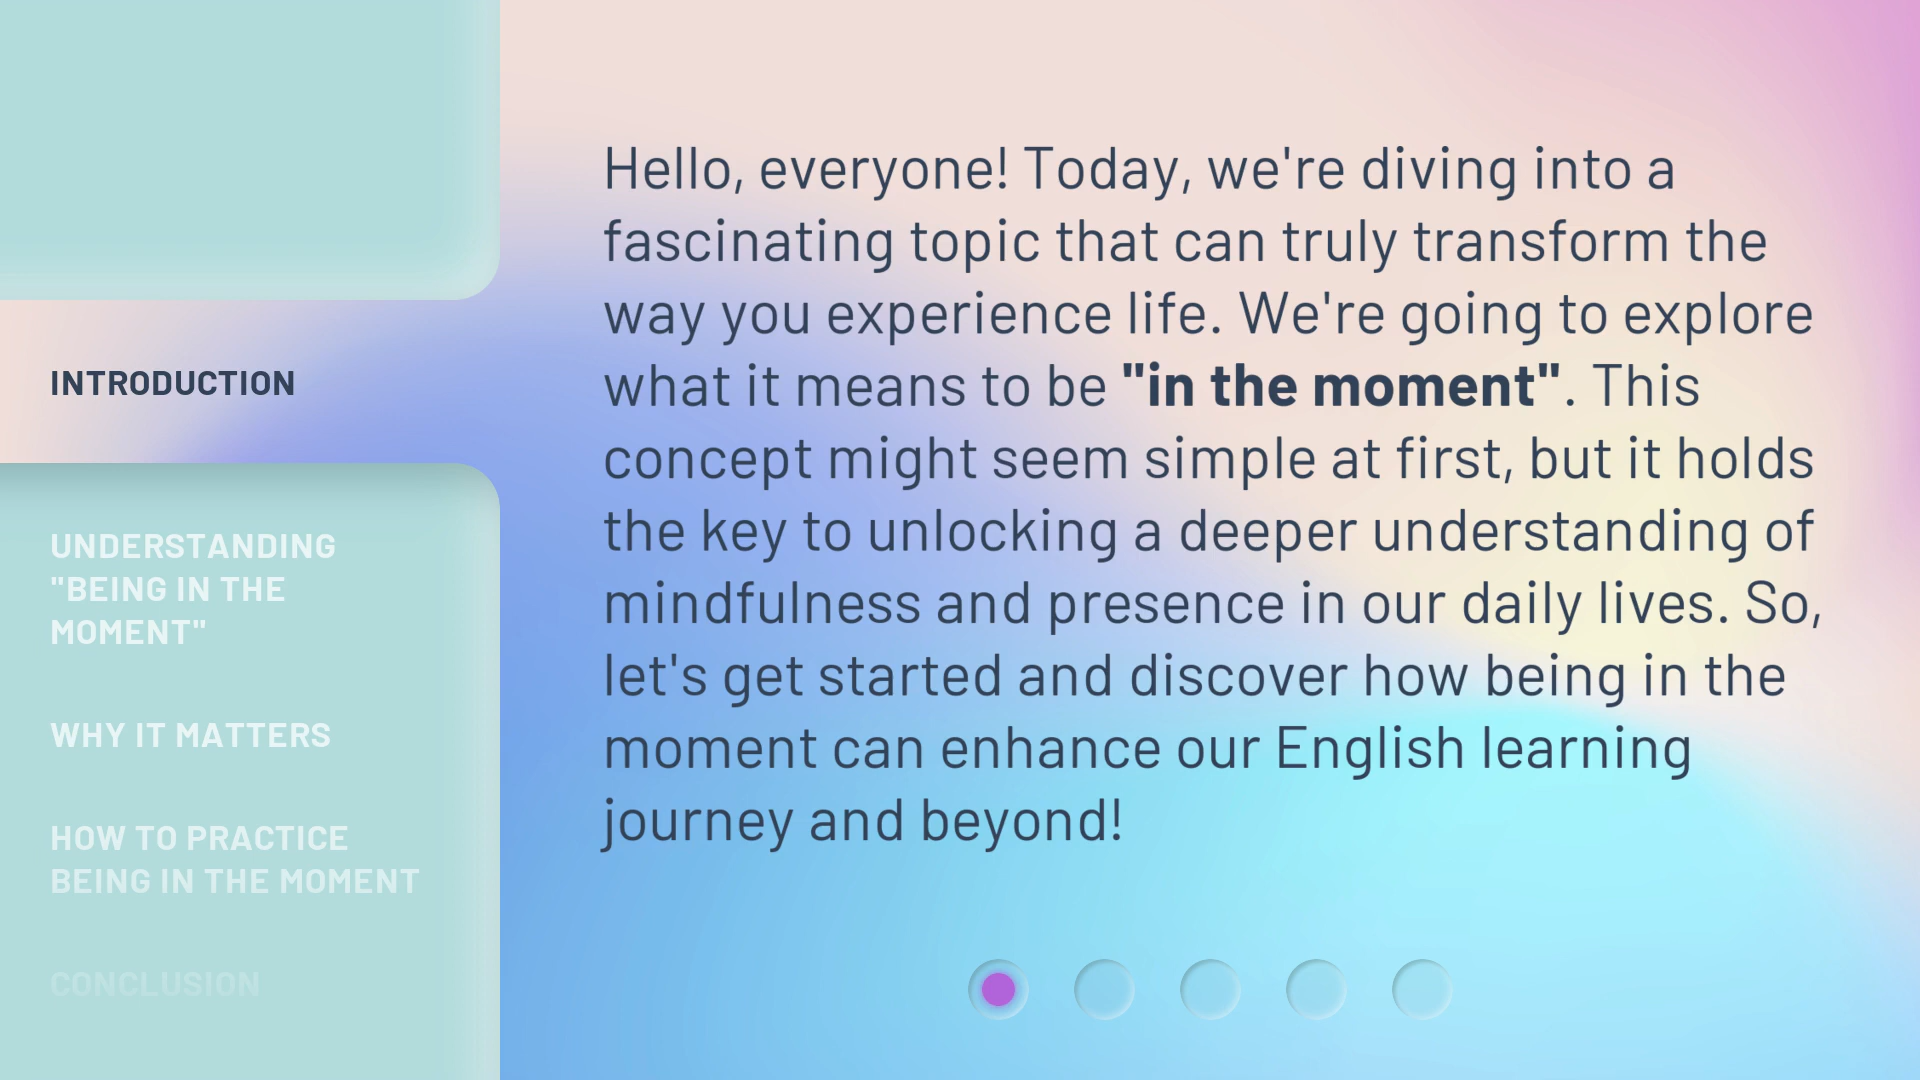 INTRODUCTION
UNDERSTANDING
"BEING IN THE
MOMENT"
WHY IT MATTERS
HOW TO PRACTICE
BEING IN THE MOMENT
CONCLUSION
Hello, everyone! Today, we're diving into a
fascinating topic that can truly transform the
way you experience life. We're going to explore
what it means to be "in the moment". This
concept might seem simple at first, but it holds
the key to unlocking a deeper understanding of
mindfulness and presence in our daily lives. So,
let's get started and discover how being in the
moment can enhance our English learning
journey and beyond!